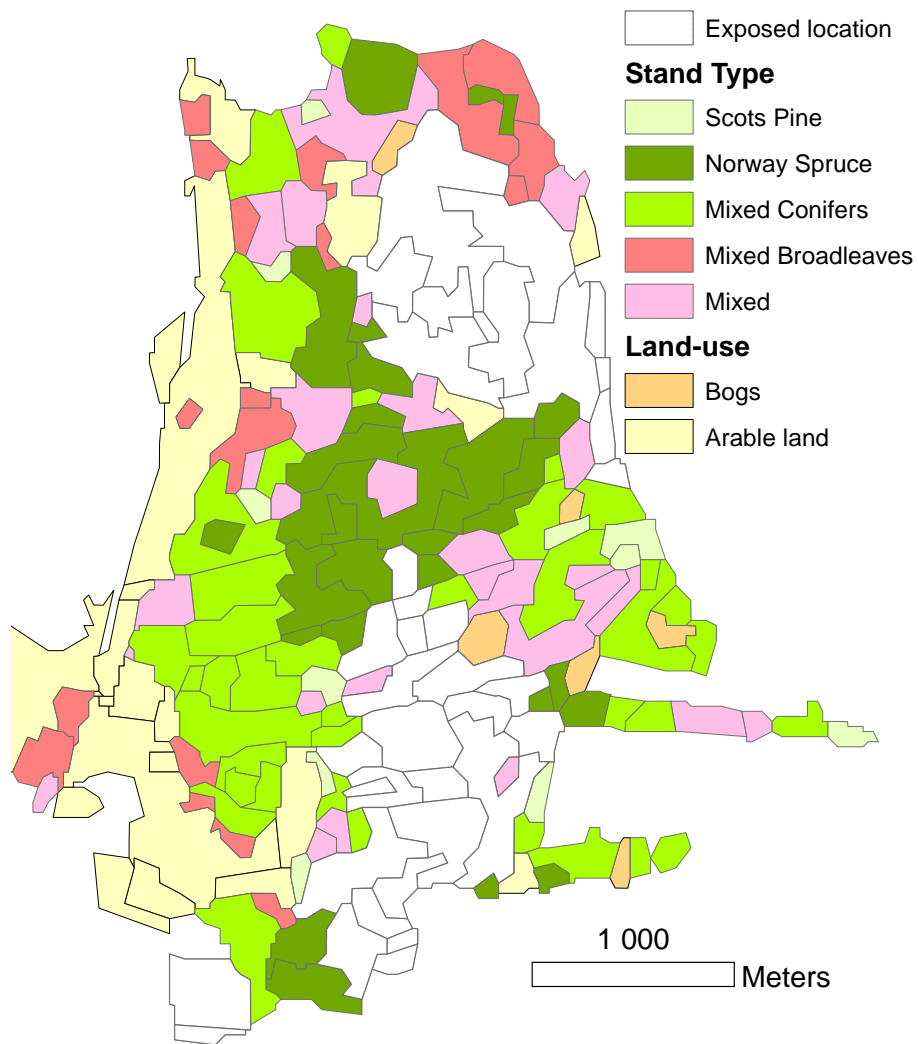 Exposed location
Stand Type
Scots Pine
Norway Spruce
Mixed Conifers
Mixed Broadleaves
Mixed
Land-use
Bogs
Arable land
1 000
Meters